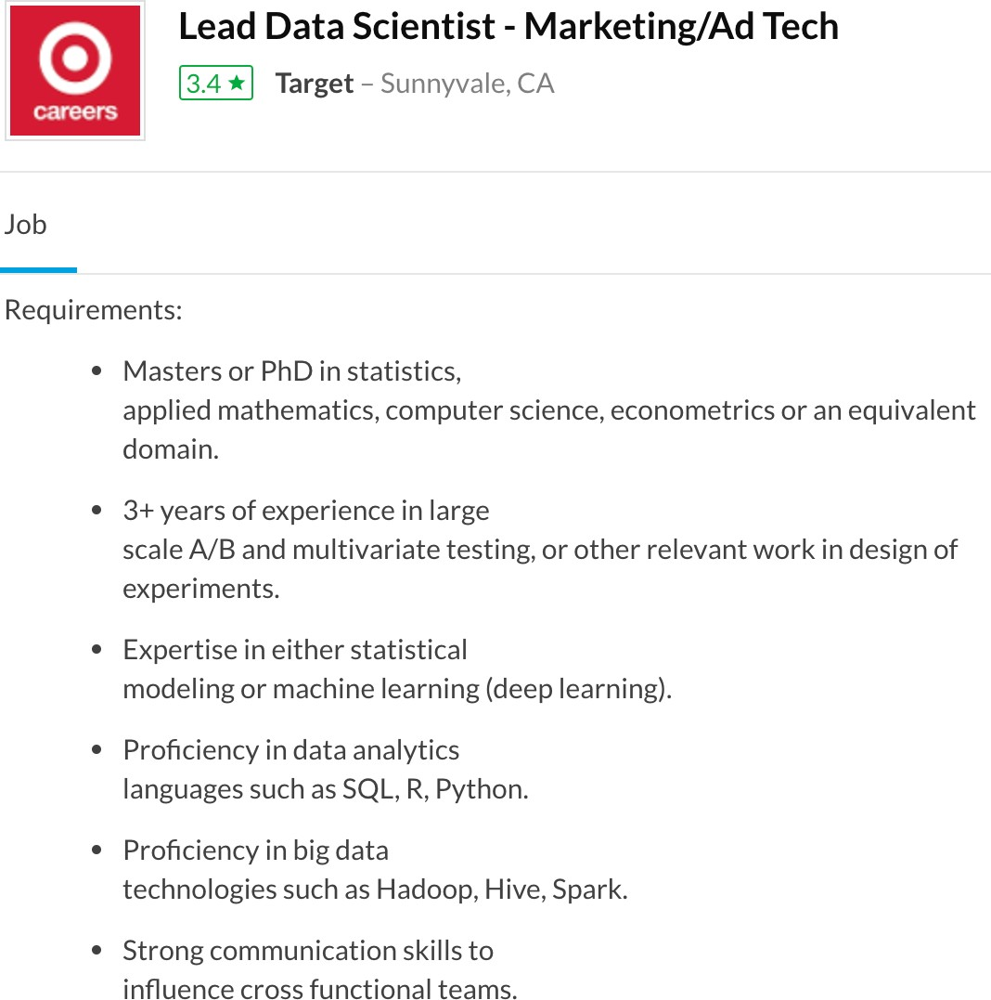 careers
Lead Data Scientist - Marketing/Ad Tech
3.4 ★ Target – Sunnyvale, CA
Job
Requirements:
• Masters or PhD in statistics,
applied mathematics, computer science, econometrics or an equivalent
domain.
• 3+ years of experience in large
scale A/B and multivariate testing, or other relevant work in design of
experiments.
• Expertise in either statistical
modeling or machine learning (deep learning).
• Proficiency in data analytics
languages such as SQL, R, Python.
• Proficiency in big data
technologies such as Hadoop, Hive, Spark.
• Strong communication skills to
influence cross functional teams.